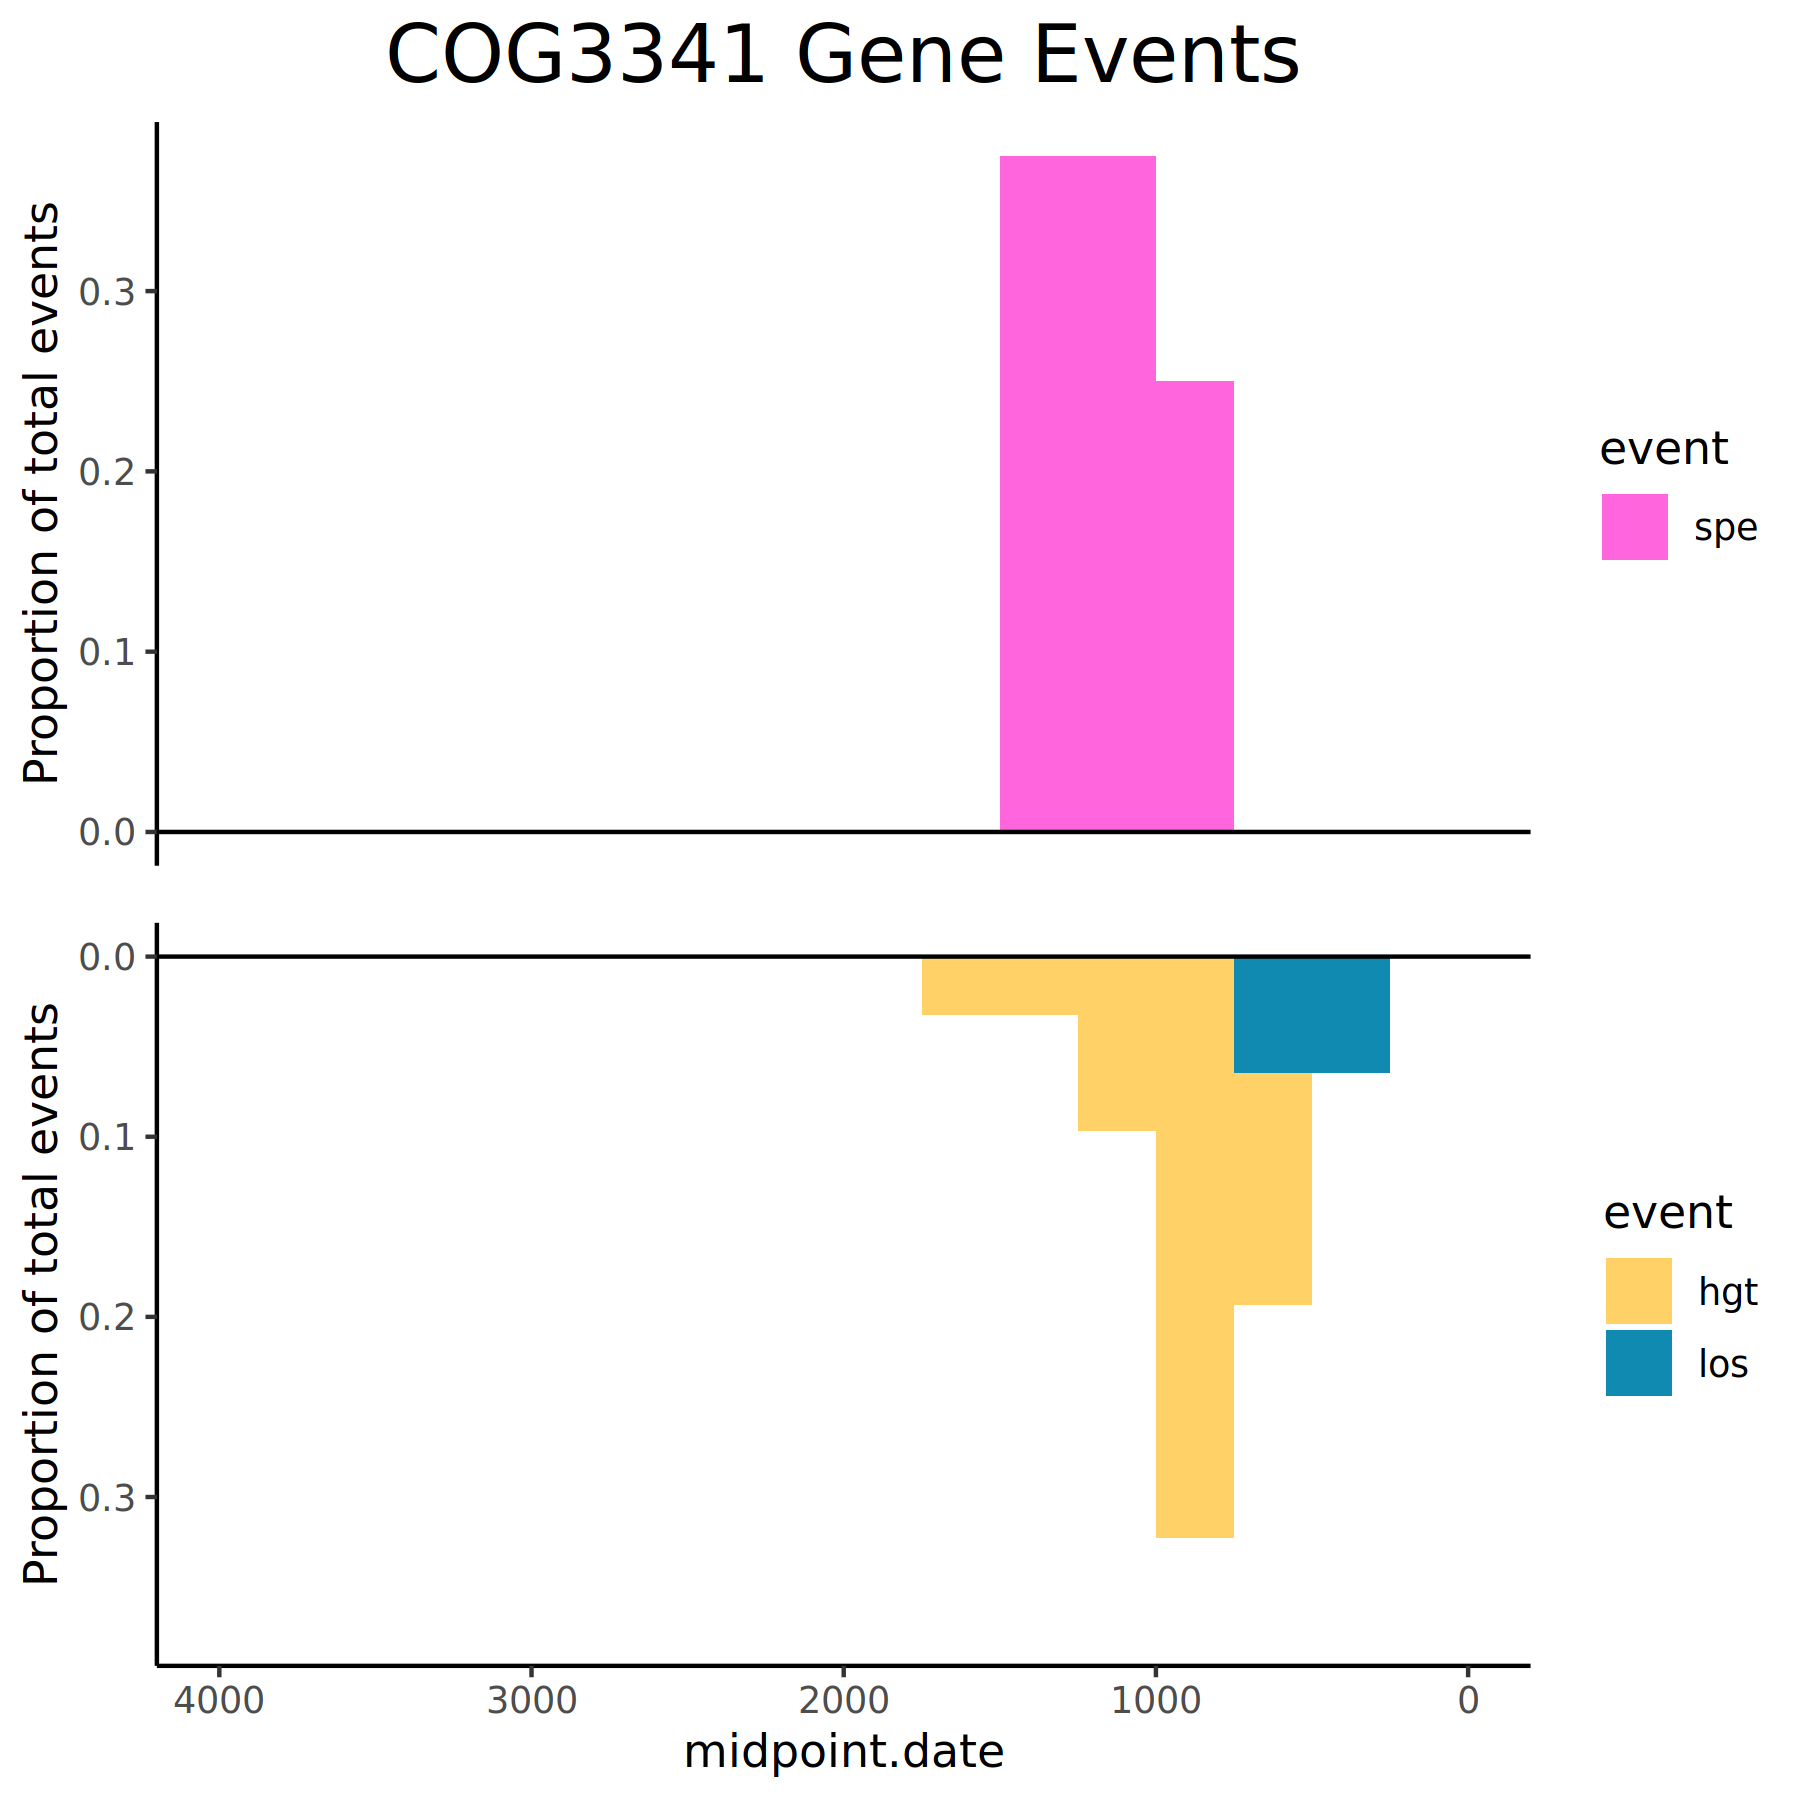 COG3341 Gene Events
Proportion of total events
0.3
0.2
0.1
0.0
event
spe
Proportion of total events
0.0
0.1
0.2
0.3
event
hgt
los
4000 3000 2000 1000 0
midpoint.date